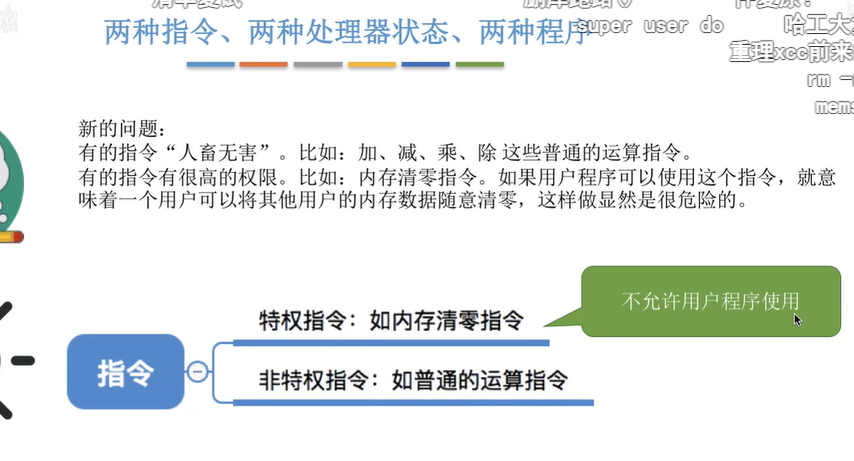 super user do
哈工大
两种指令、两种处理器状态、两种程序
重理xcc前来
rm -
mems
新的问题：
有的指令“人畜无害”。比如：加、减、乘、除 这些普通的运算指令。
有的指令有很高的权限。比如：内存清零指令。如果用户程序可以使用这个指令，就意
味着一个用户可以将其他用户的内存数据随意清零，这样做显然是很危险的。
不允许用户程序使用
特权指令：如内存清零指令
指令
非特权指令：如普通的运算指令